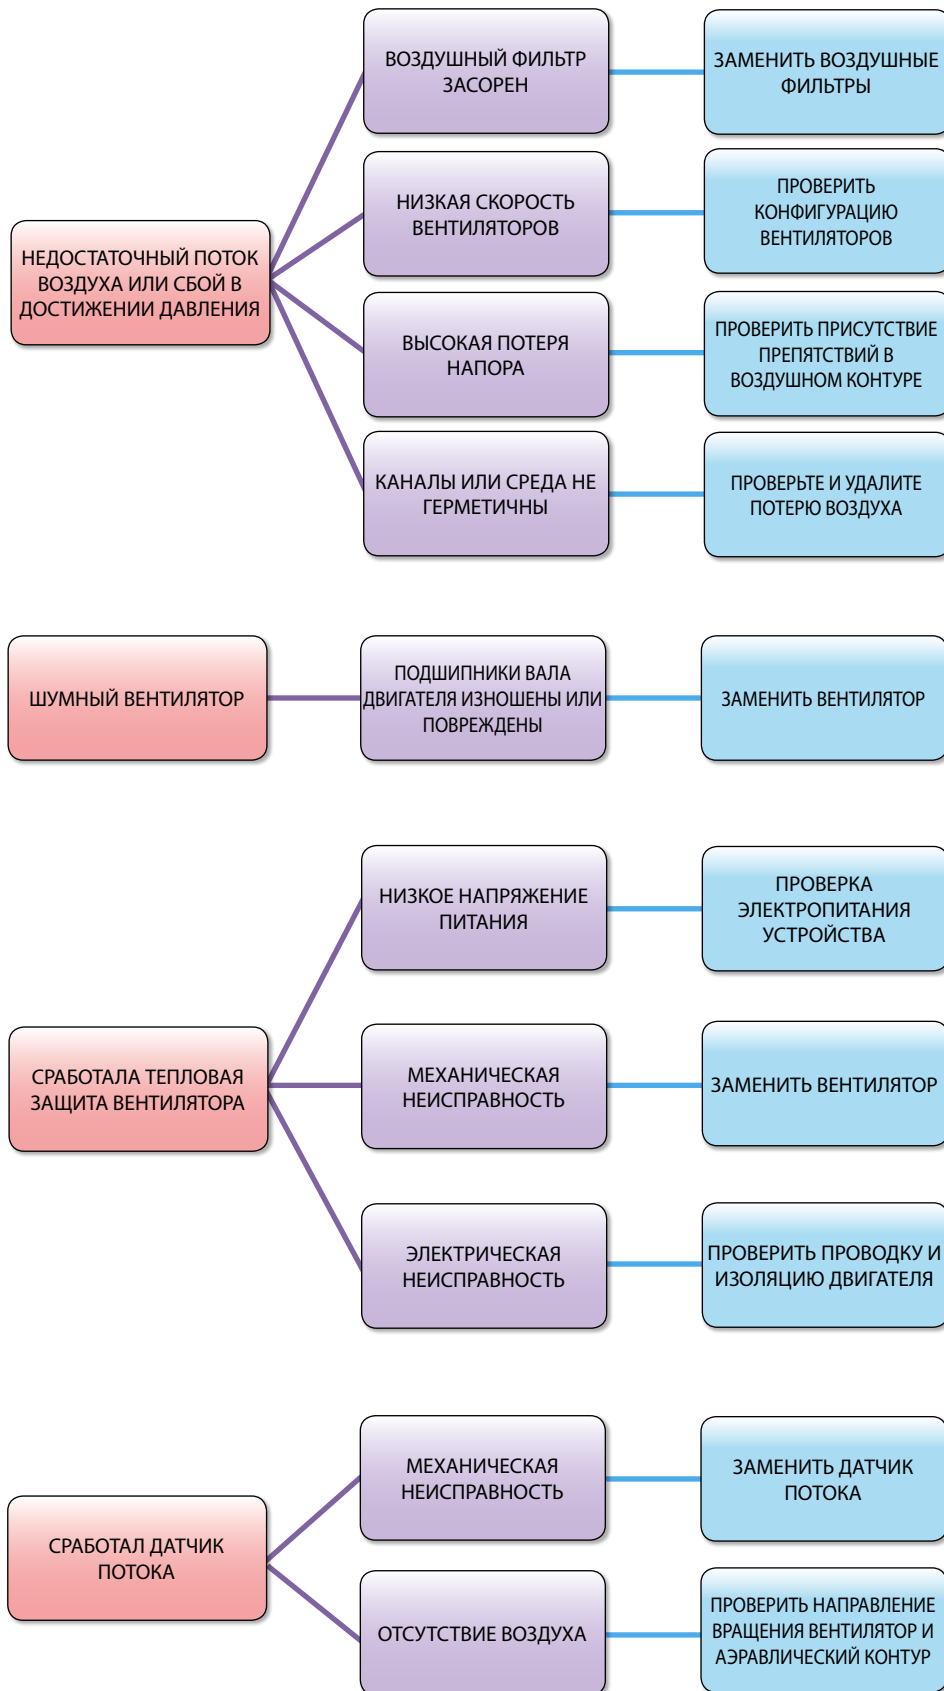 ВОЗДУШНЫЙ ФИЛЬТР
ЗАСОРЕН
ЗАМЕНИТЬ ВОЗДУШНЫЕ
ФИЛЬТРЫ
НИЗКАЯ СКОРОСТЬ
ВЕНТИЛЯТОРОВ
ПРОВЕРИТЬ
КОНФИГУРАЦИЮ
ВЕНТИЛЯТОРОВ
НЕДОСТАТОЧНЫЙ ПОТОК
ВОЗДУХА ИЛИ СБОЙ В
ДОСТИЖЕНИИ ДАВЛЕНИЯ
ВЫСОКАЯ ПОТЕРЯ
НАПОРА
ПРОВЕРИТЬ ПРИСУТСТВИЕ
ПРЕПЯТСТВИЙ В
ВОЗДУШНОМ КОНТУРЕ
КАНАЛЫ ИЛИ СРЕДА НЕ
ГЕРМЕТИЧНЫ
ПРОВЕРЬТЕ И УДАЛИТЕ
ПОТЕРЮ ВОЗДУХА
ШУМНЫЙ ВЕНТИЛЯТОР
ПОДШИПНИКИ ВАЛА
ДВИГАТЕЛЯ ИЗНОШЕНЫ ИЛИ
ПОВРЕЖДЕНЫ
ЗАМЕНИТЬ ВЕНТИЛЯТОР
НИЗКОЕ НАПРЯЖЕНИЕ
ПИТАНИЯ
ПРОВЕРКА
ЭЛЕКТРОПИТАНИЯ
УСТРОЙСТВА
СРАБОТАЛА ТЕПЛОВАЯ
ЗАЩИТА ВЕНТИЛЯТОРА
МЕХАНИЧЕСКАЯ
НЕИСПРАВНОСТЬ
ЗАМЕНИТЬ ВЕНТИЛЯТОР
ЭЛЕКТРИЧЕСКАЯ
НЕИСПРАВНОСТЬ
ПРОВЕРИТЬ ПРОВОДКУ И
ИЗОЛЯЦИЮ ДВИГАТЕЛЯ
МЕХАНИЧЕСКАЯ
НЕИСПРАВНОСТЬ
ЗАМЕНИТЬ ДАТЧИК
ПОТОКА
СРАБОТАЛ ДАТЧИК
ПОТОКА
ОТСУТСТВИЕ ВОЗДУХА
ПРОВЕРИТЬ НАПРАВЛЕНИЕ
ВРАЩЕНИЯ ВЕНТИЛЯТОР И
АЭРАВЛИЧЕСКИЙ КОНТУР